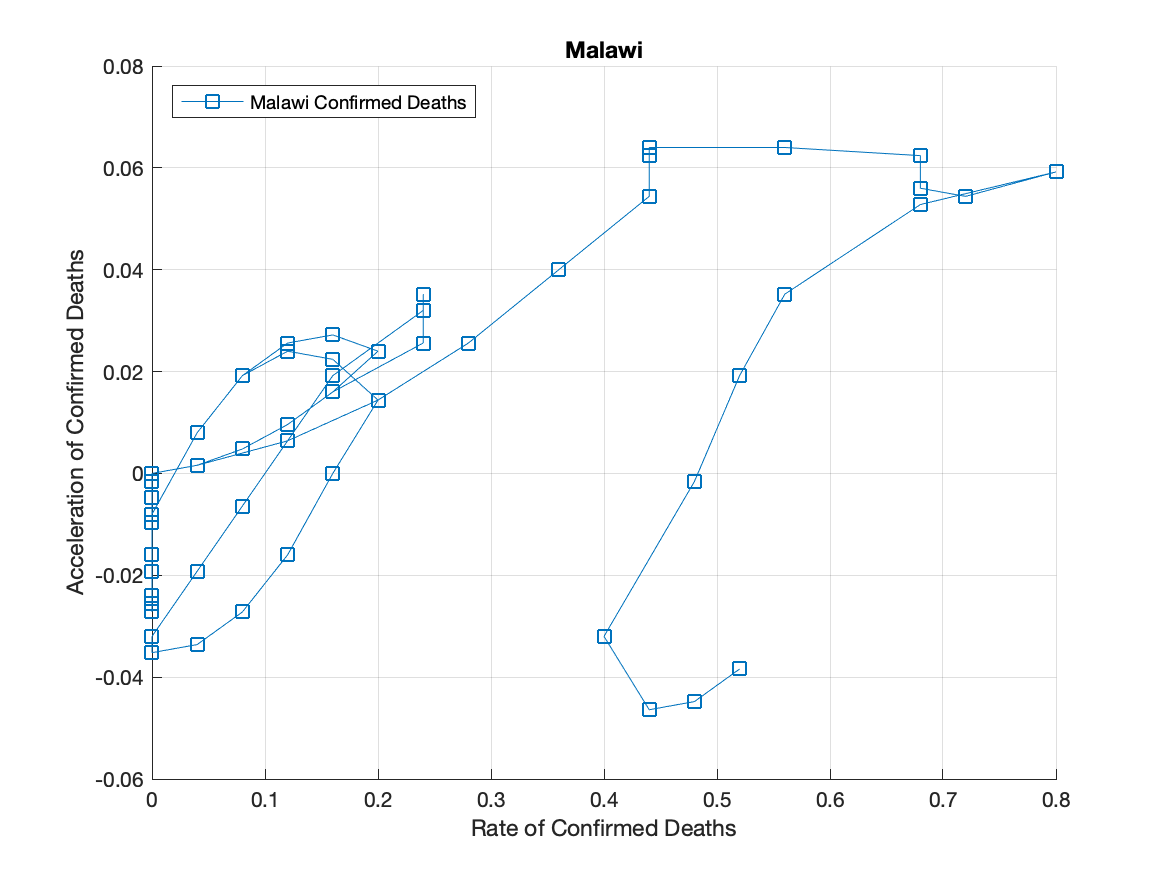 Malawi
Malawi Confirmed Deaths
Acceleration of Confirmed Deaths
0.08
0.06
0.04
0.02
0
-0.02
-0.04
-0.06
0 0.1 0.2 0.3 0.4 0.5 0.6 0.7 0.8
Rate of Confirmed Deaths